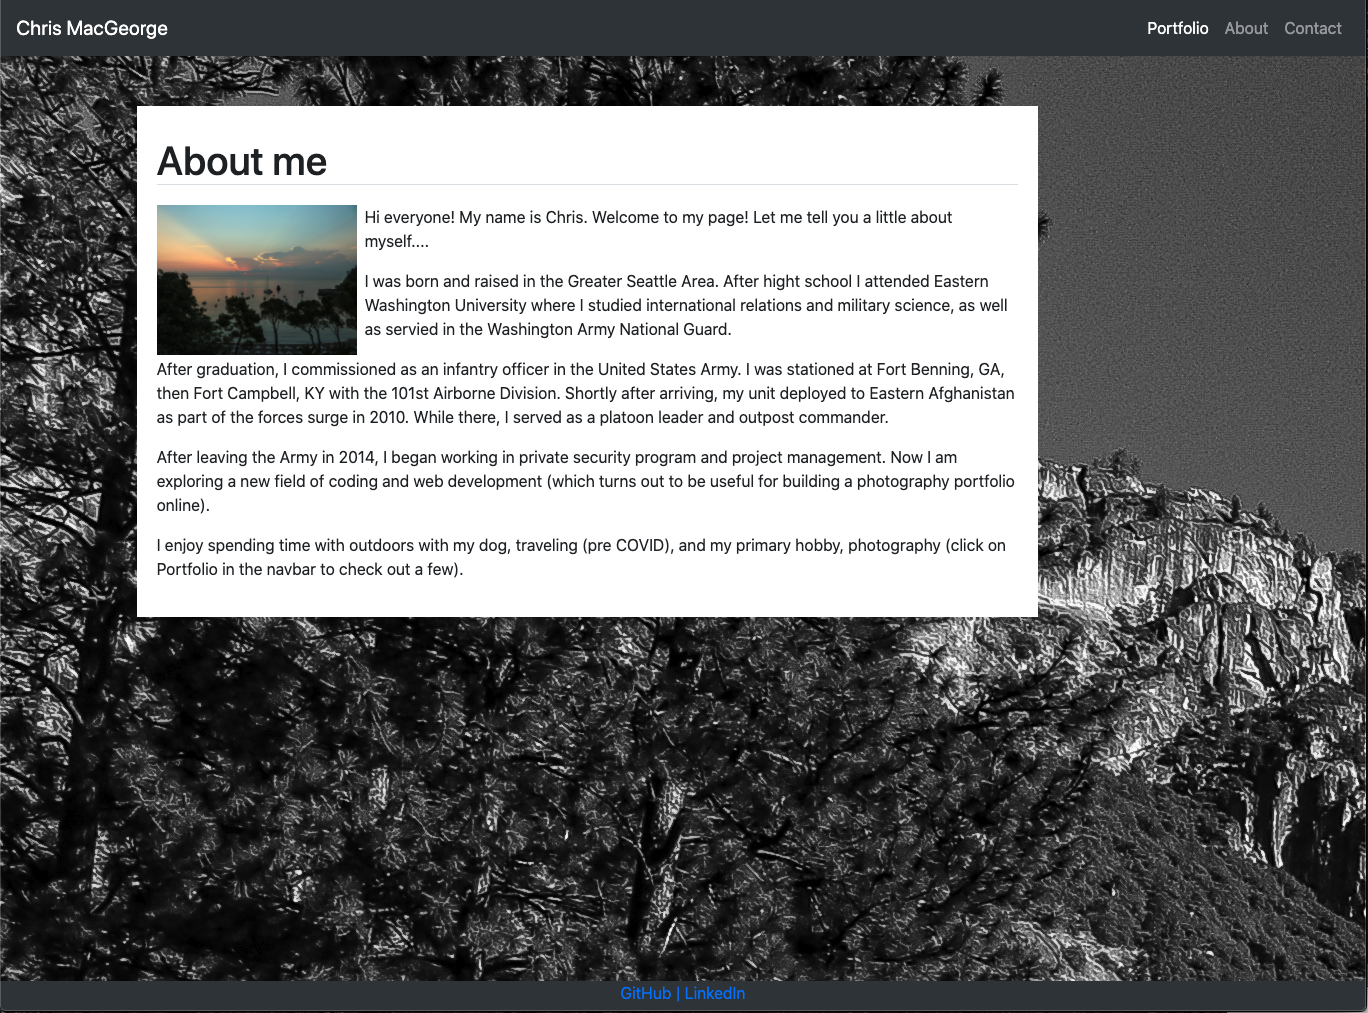 Chris MacGeorge
Portfolio About Contact
About me
Hi everyone! My name is Chris. Welcome to my page! Let me tell you a little about
myself....
I was born and raised in the Greater Seattle Area. After hight school I attended Eastern
Washington University where I studied international relations and military science, as well
as servied in the Washington Army National Guard.
After graduation, I commissioned as an infantry officer in the United States Army. I was stationed at Fort Benning, GA,
then Fort Campbell, KY with the 101st Airborne Division. Shortly after arriving, my unit deployed to Eastern Afghanistan
as part of the forces surge in 2010. While there, I served as a platoon leader and outpost commander.
After leaving the Army in 2014, I began working in private security program and project management. Now I am
exploring a new field of coding and web development (which turns out to be useful for building a photography portfolio
online).
I enjoy spending time with outdoors with my dog, traveling (pre COVID), and my primary hobby, photography (click on
Portfolio in the navbar to check out a few).
GitHub | LinkedIn